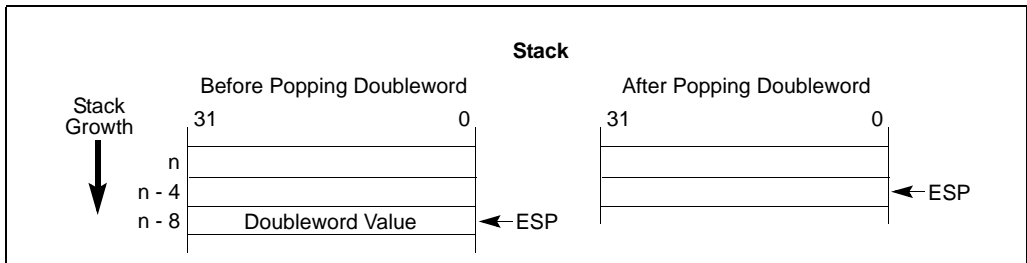 Stack
Before Popping Doubleword
After Popping Doubleword
Stack
Growth
31 0
31 0
n
n - 4
ESP
n - 8
Doubleword Value
ESP